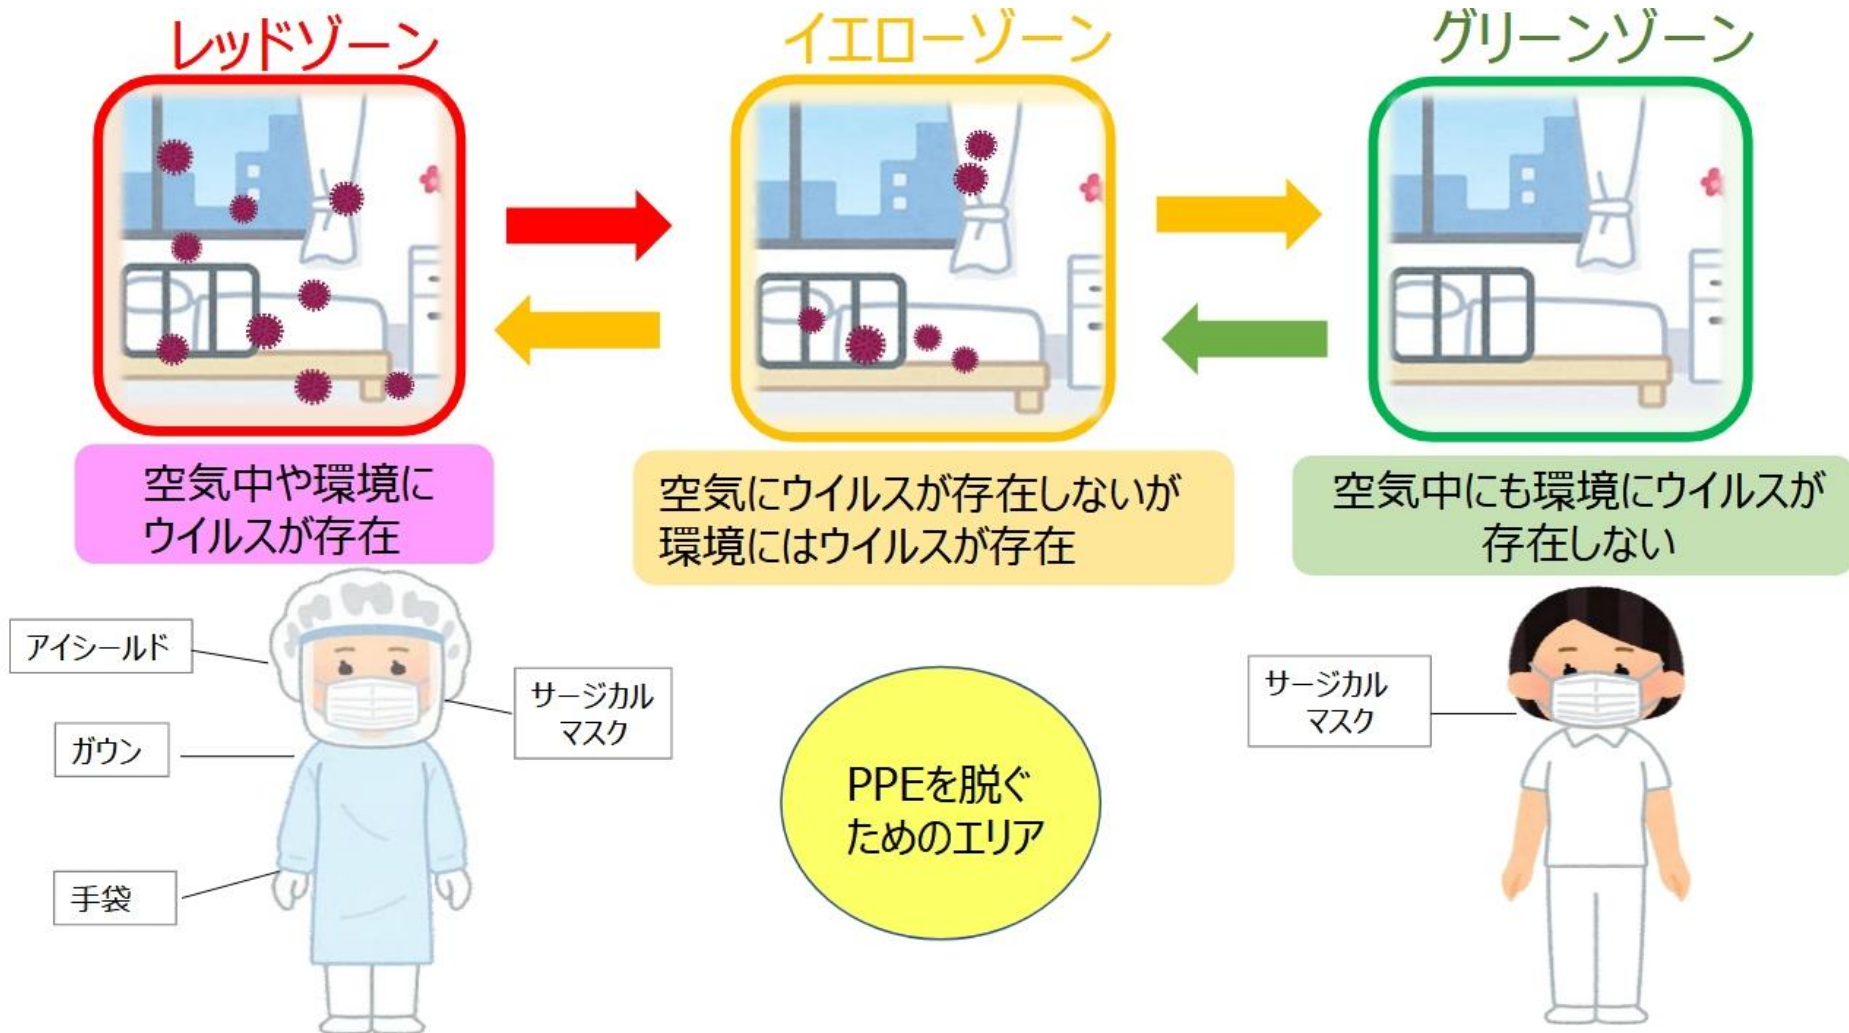 レッドゾーン
イエローゾーン
グリーンゾーン
空気中や環境に
ウイルスが存在
空気にウイルスが存在しないが
環境にはウイルスが存在
空気中にも環境にウイルスが
存在しない
アイシールド
サージカル
マスク
ガウン
手袋
PPEを脱ぐ
ためのエリア
サージカル
マスク